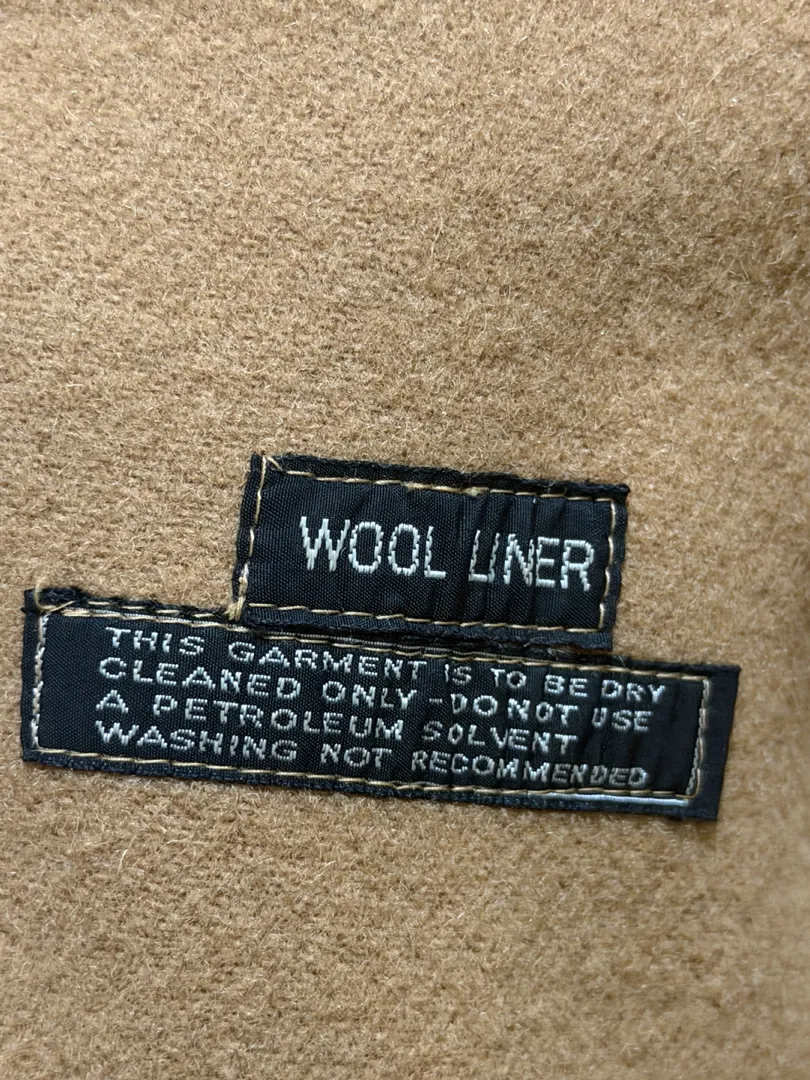 WOOL LINER
THIS GARMENT IS TO BE DRY
CLEANED ONLY - DO NOT USE
A PETROLEUM SOLVENT
WASHING NOT RECOMMENDED